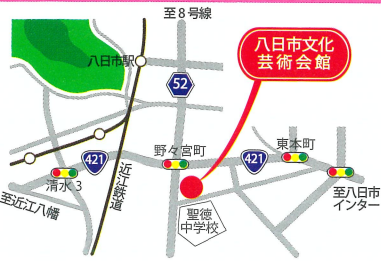 至8号線
八日市文化
芸術会館
八日市駅
52
421
野々宮町
421
東本町
清水3
近江鉄道
至近江八幡
聖徳
中学校
至八日市
インター